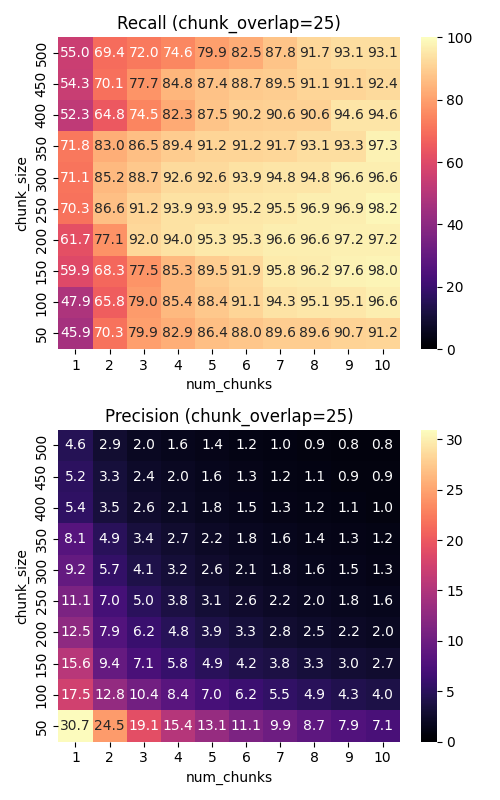 Recall (chunk_overlap=25)
500 55.0 69.4 72.0 74.6 79.9 82.5 87.8 91.7 93.1 93.1 100
450 54.3 70.1 77.7 84.8 87.4 88.7 89.5 91.1 91.1 92.4
400 52.3 64.8 74.5 82.3 87.5 90.2 90.6 90.6 94.6 94.6 80
350 71.8 83.0 86.5 89.4 91.2 91.2 91.7 93.1 93.3 97.3
chunk_size 300 71.1 85.2 88.7 92.6 92.6 93.9 94.8 94.8 96.6 96.6 60
250 70.3 86.6 91.2 93.9 93.9 95.2 95.5 96.9 96.9 98.2
200 61.7 77.1 92.0 94.0 95.3 95.3 96.6 96.6 97.2 97.2 40
150 59.9 68.3 77.5 85.3 89.5 91.9 95.8 96.2 97.6 98.0
100 47.9 65.8 79.0 85.4 88.4 91.1 94.3 95.1 95.1 96.6 20
50 45.9 70.3 79.9 82.9 86.4 88.0 89.6 89.6 90.7 91.2 0
1 2 3 4 5 6 7 8 9 10
num_chunks
Precision (chunk_overlap=25)
500 4.6 2.9 2.0 1.6 1.4 1.2 1.0 0.9 0.8 0.8 30
450 5.2 3.3 2.4 2.0 1.6 1.3 1.2 1.1 0.9 0.9
400 5.4 3.5 2.6 2.1 1.8 1.5 1.3 1.2 1.1 1.0 25
350 8.1 4.9 3.4 2.7 2.2 1.8 1.6 1.4 1.3 1.2 20
chunk_size 300 9.2 5.7 4.1 3.2 2.6 2.1 1.8 1.6 1.5 1.3
250 11.1 7.0 5.0 3.8 3.1 2.6 2.2 2.0 1.8 1.6 15
200 12.5 7.9 6.2 4.8 3.9 3.3 2.8 2.5 2.2 2.0 10
150 15.6 9.4 7.1 5.8 4.9 4.2 3.8 3.3 3.0 2.7
100 17.5 12.8 10.4 8.4 7.0 6.2 5.5 4.9 4.3 4.0 5
50 30.7 24.5 19.1 15.4 13.1 11.1 9.9 8.7 7.9 7.1 0
1 2 3 4 5 6 7 8 9 10
num_chunks